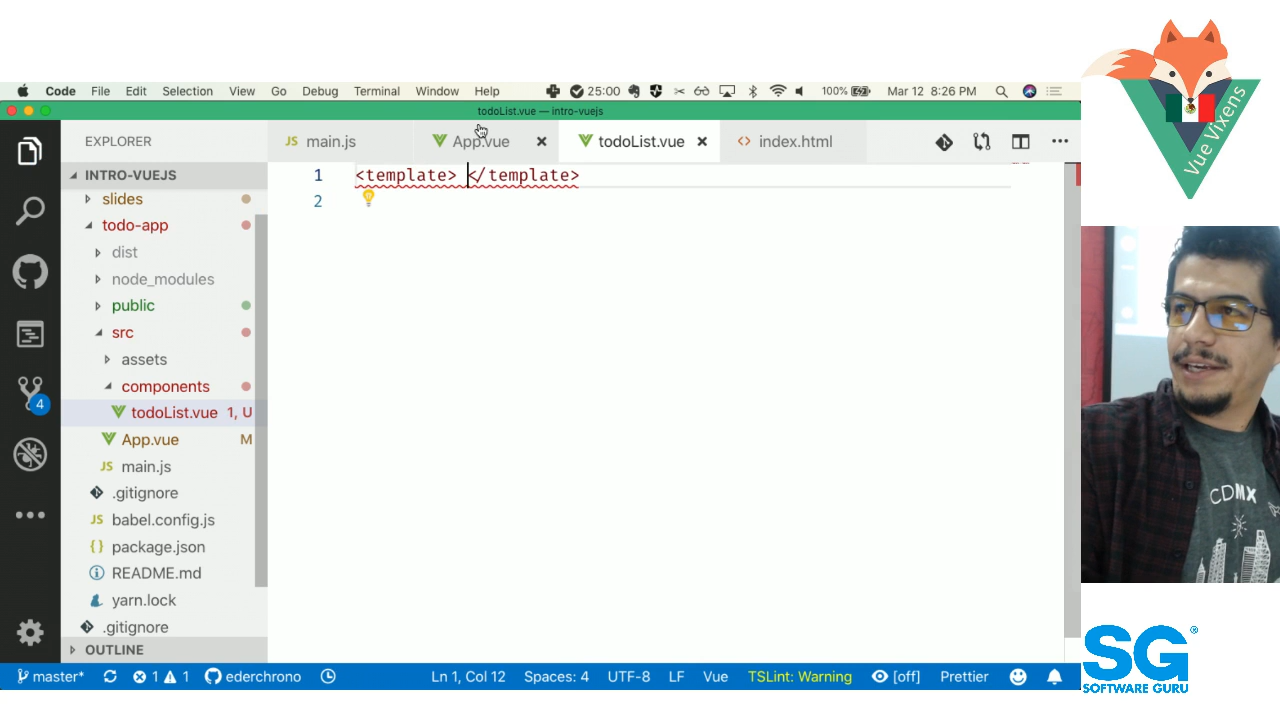 Code File Edit Selection View Go Debug Terminal Window Help 25:00 100% Mar 12 8:26 PM
todoList.vue — intro-vuejs
EXPLORER
JS main.js
App.vue
todoList.vue
<> index.html
INTRO-VUEJS
slides
todo-app
dist
node_modules
public
src
assets
components
todoList.vue 1, U
App.vue M
JS main.js
.gitignore
JS babel.config.js
{} package.json
README.md
yarn.lock
.gitignore
OUTLINE
1 <template> </template>
2
4
master* 1 1 ederchrono Ln 1, Col 12 Spaces: 4 UTF-8 LF Vue TSLint: Warning [off] Prettier
Vue Vixens
CDMX
SG®
SOFTWARE GURU